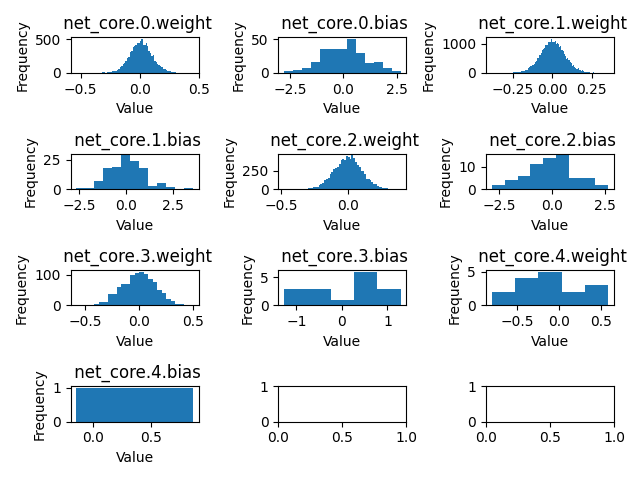 net_core.0.weight
net_core.0.bias
net_core.1.weight
500
0
Frequency
−0.5
0.0
0.5
Value
50
0
Frequency
−2.5
0.0
2.5
Value
1000
0
Frequency
−0.25
0.00
0.25
Value
net_core.1.bias
net_core.2.weight
net_core.2.bias
25
0
Frequency
−2.5
0.0
2.5
Value
250
0
Frequency
−0.5
0.0
Value
10
0
Frequency
−2.5
0.0
2.5
Value
net_core.3.weight
net_core.3.bias
net_core.4.weight
100
0
Frequency
−0.5
0.0
0.5
Value
5
0
Frequency
−1
0
1
Value
5
0
Frequency
−0.5
0.0
0.5
Value
net_core.4.bias
1
0
Frequency
0.0
0.5
Value
1
0
0.0
0.5
1.0
1
0
0.0
0.5
1.0